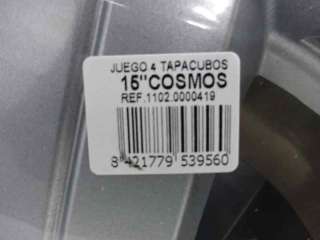 JUEGO 4 TAPACUBOS
15" COSMOS
REF.1102.0000419
8 421779 539560